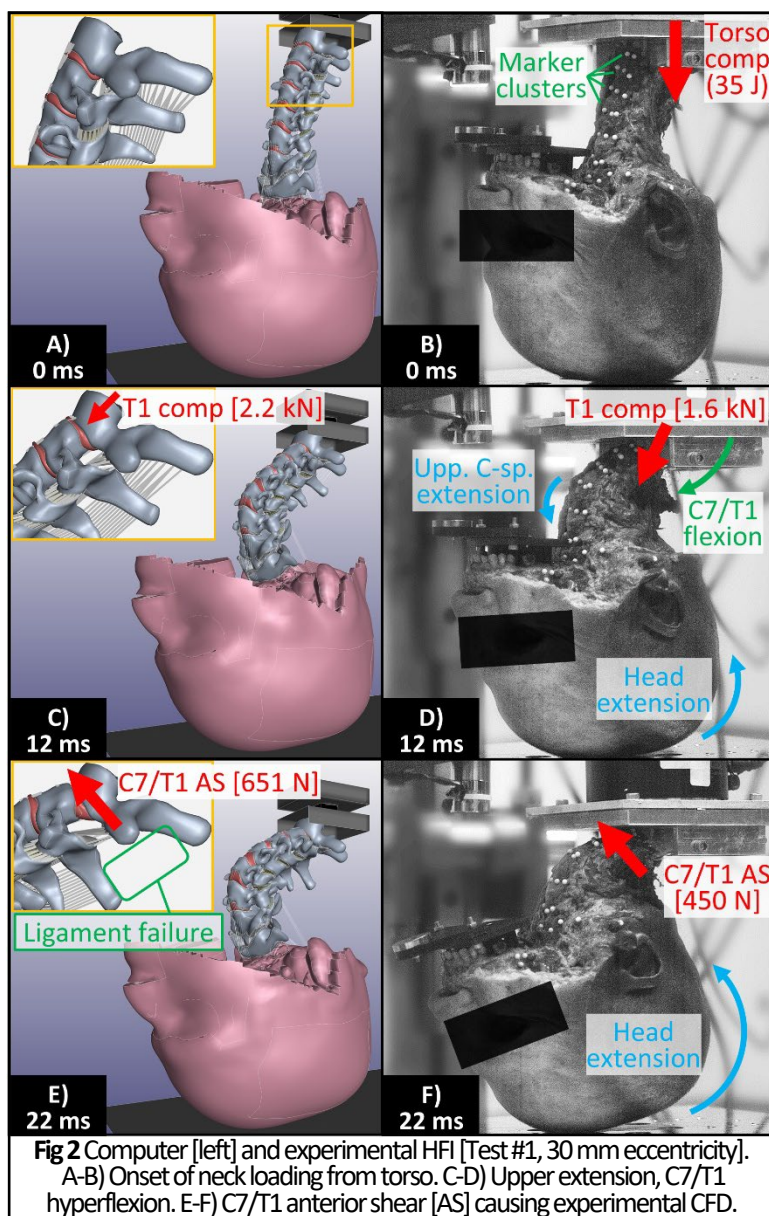 Marker
clusters
Torso
comp
(35 J)
A)
0 ms
B)
0 ms
T1 comp [2.2 kN]
T1 comp [1.6 kN]
Upp. C-sp.
extension
C7/T1
flexion
Head
extension
C)
12 ms
D)
12 ms
C7/T1 AS [651 N]
Ligament failure
C7/T1 AS
[450 N]
Head
extension
E)
22 ms
F)
22 ms
Fig 2 Computer [left] and experimental HFI [Test #1, 30 mm eccentricity].
A-B) Onset of neck loading from torso. C-D) Upper extension, C7/T1
hyperflexion. E-F) C7/T1 anterior shear [AS] causing experimental CFD.